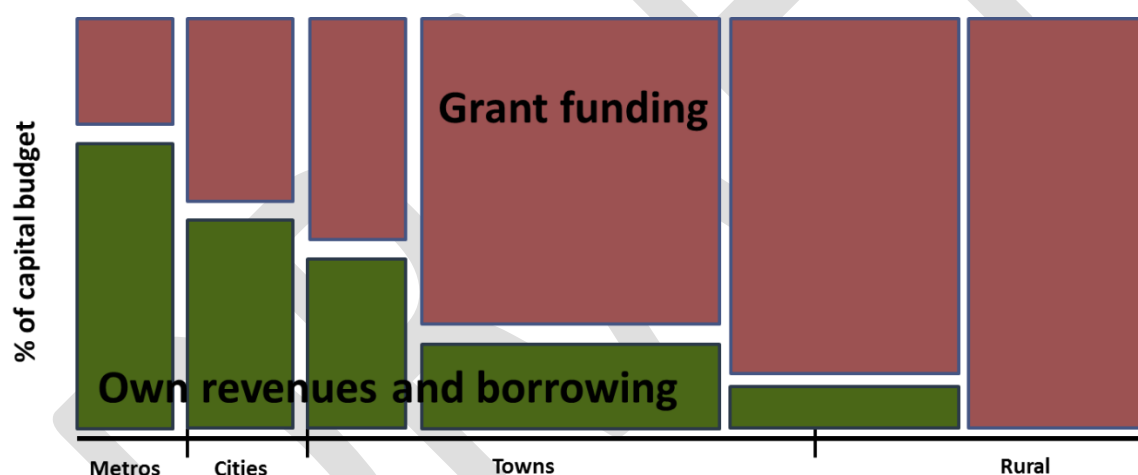 % of capital budget
Grant funding
Own revenues and borrowing
Metros
Cities
Towns
Rural